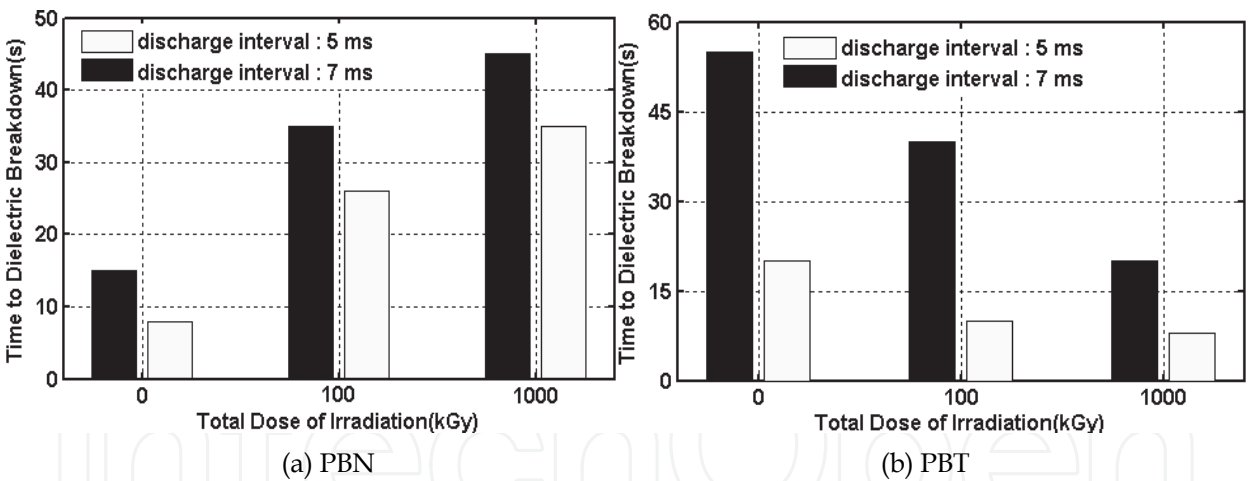 50
40
30
20
10
0
Time to Dielectric Breakdown(s)
discharge interval : 5 ms
discharge interval : 7 ms
0 100 1000
Total Dose of Irradiation(kGy)
(a) PBN
60
45
30
15
0
Time to Dielectric Breakdown(s)
discharge interval : 5 ms
discharge interval : 7 ms
0 100 1000
Total Dose of Irradiation(kGy)
(b) PBT